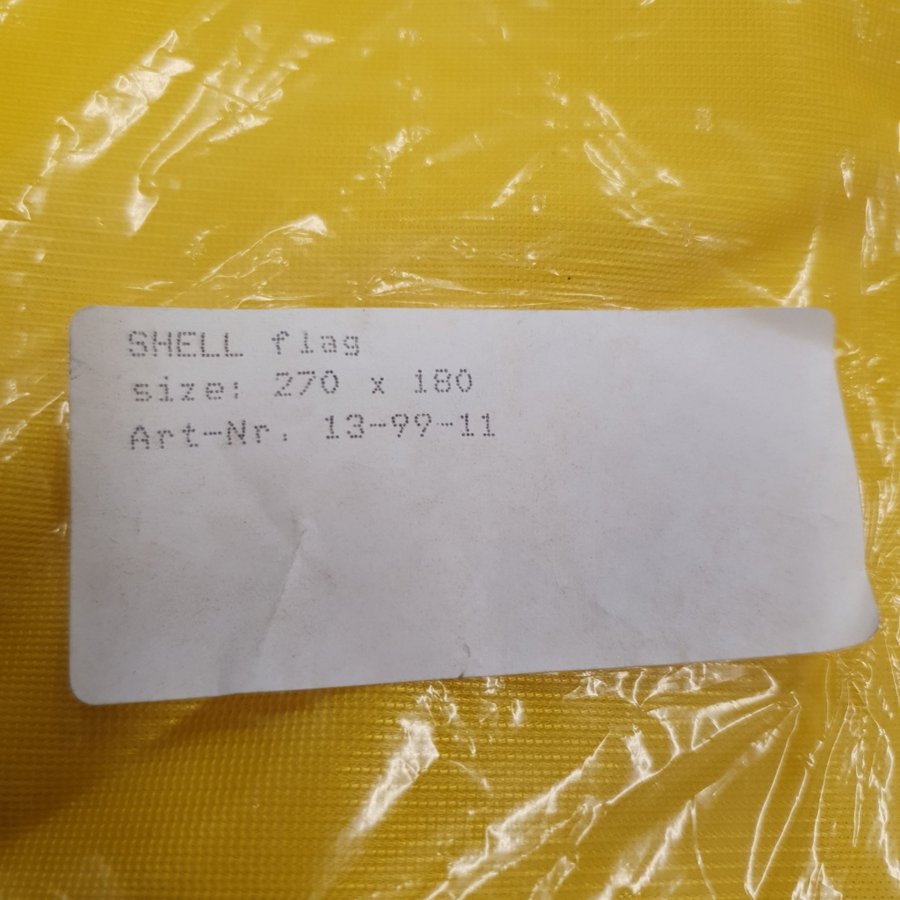 SHELL flag
size: 270 x 180
Art-Nr. 13-99-11